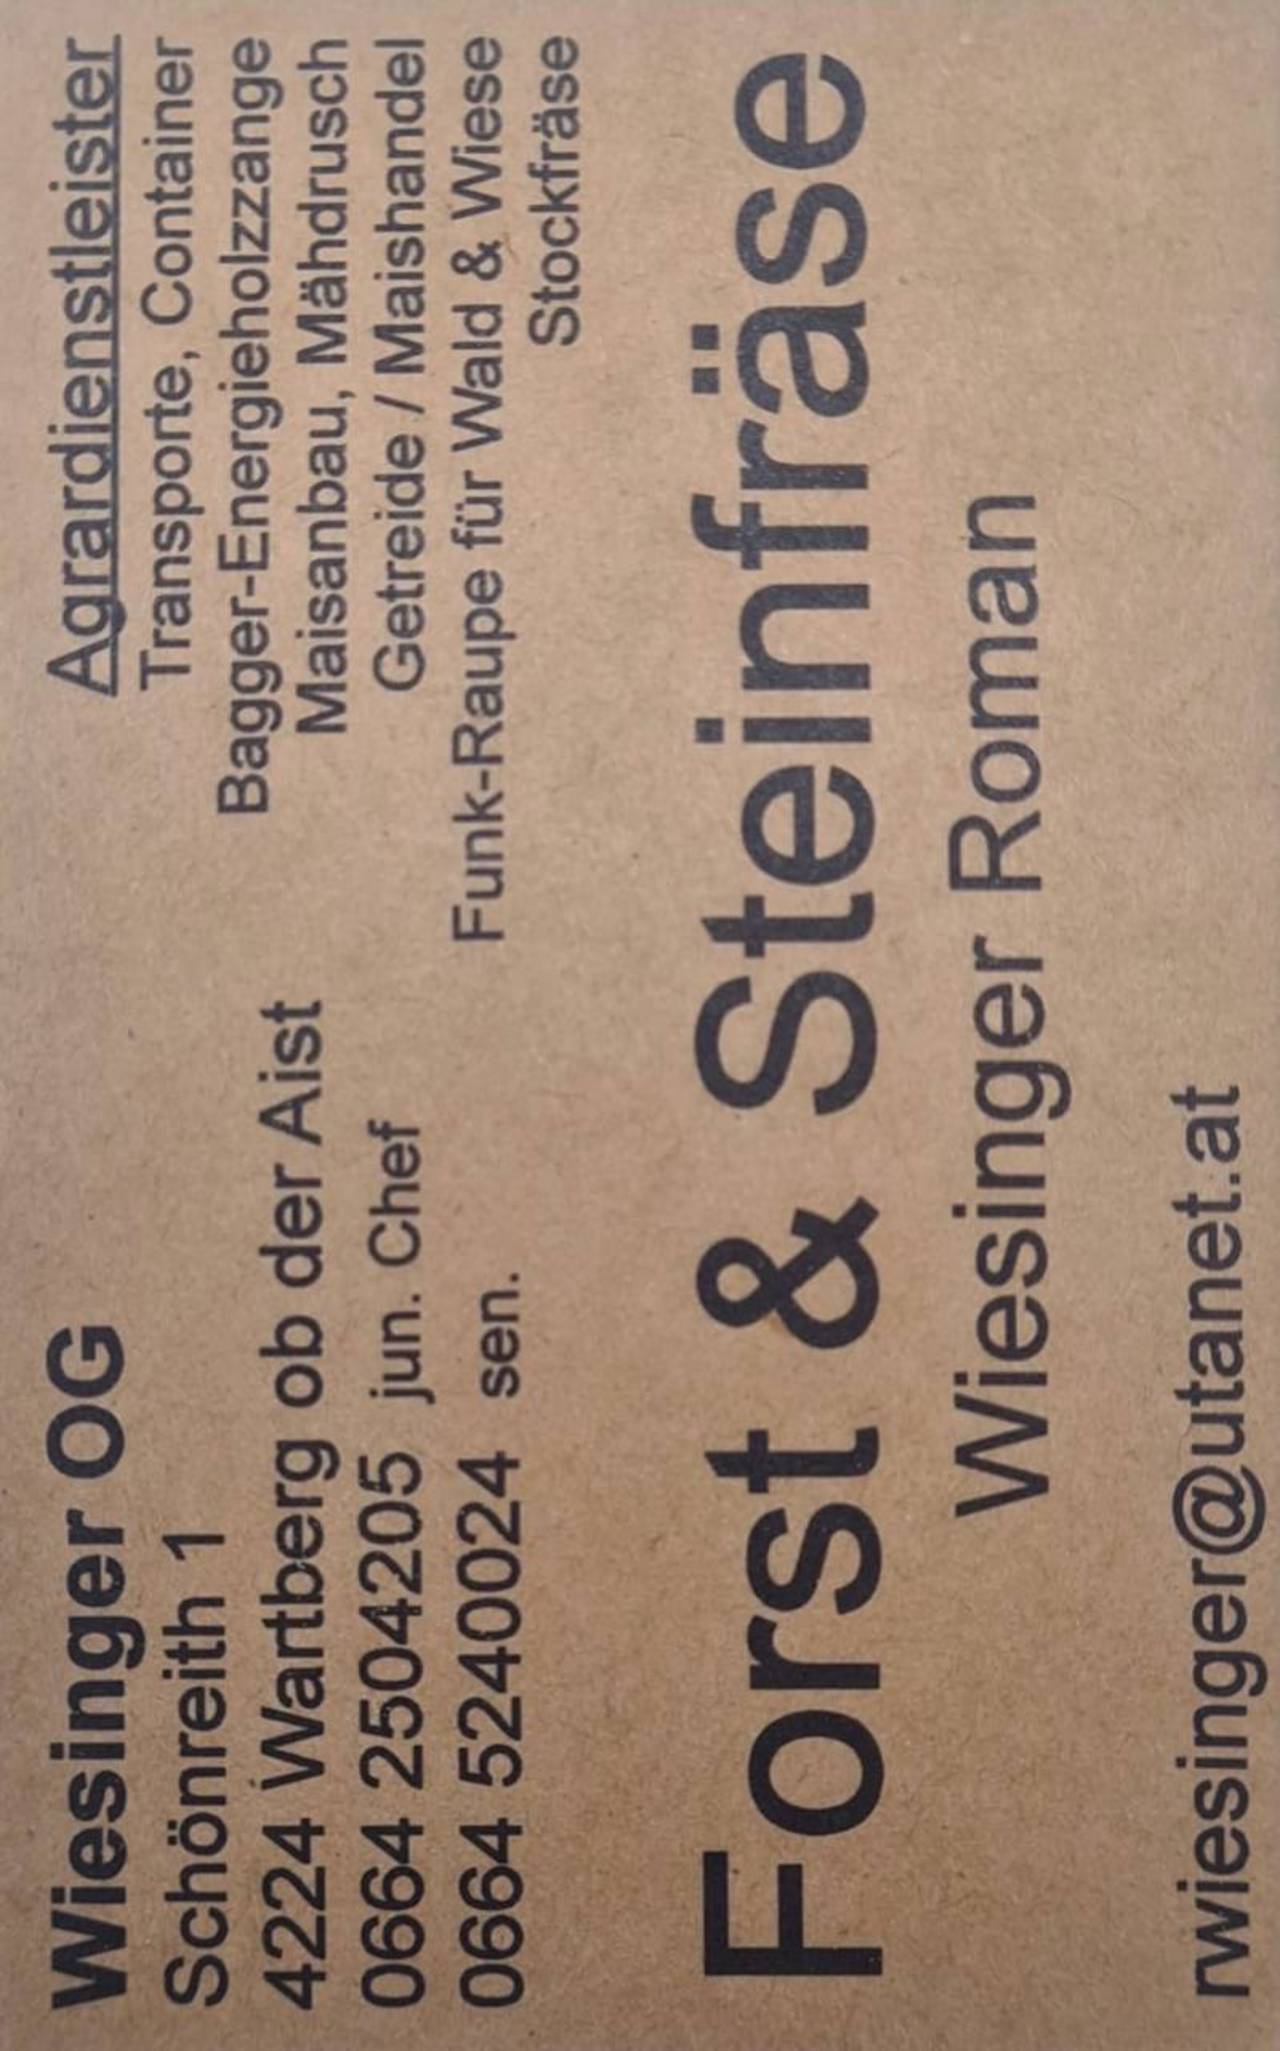 Wiesinger OG
Schönreith 1
4224 Wartberg ob der Aist
0664 2504205 jun. Chef
0664 5240024 sen.
Agrardienstleister
Transporte, Container
Bagger-Energieholzzange
Maisanbau, Mähdrusch
Getreide / Maishandel
Funk-Raupe für Wald & Wiese
Stockfräse
Forst & Steinfräse
Wiesinger Roman
rwiesinger@utanet.at